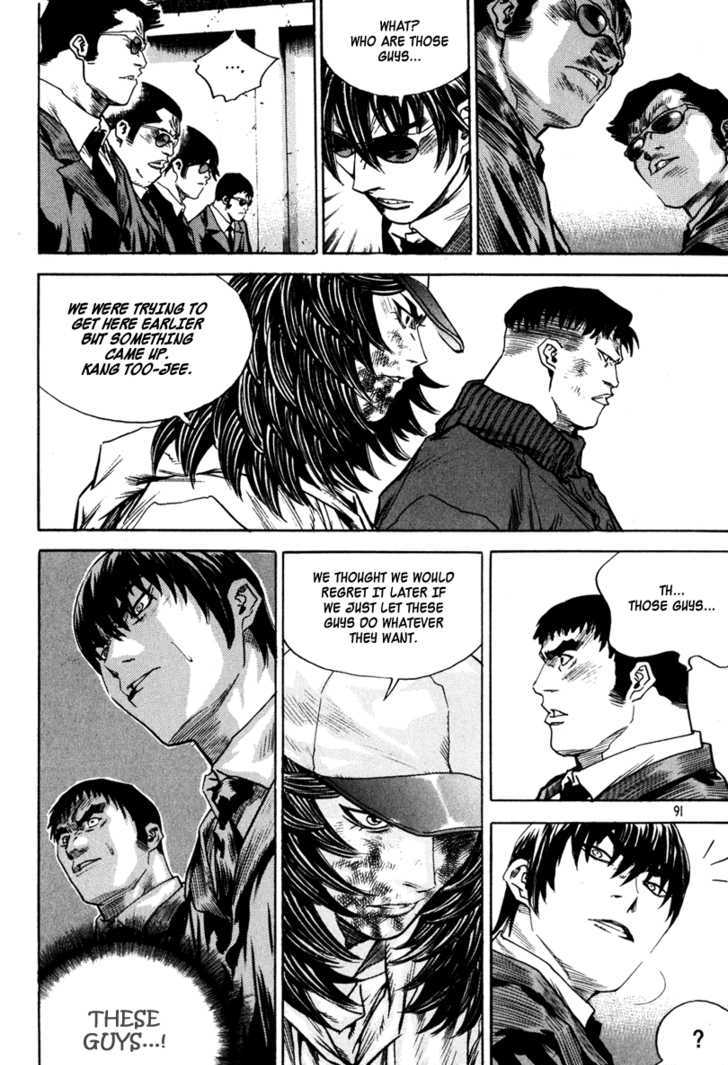 ...,
WHAT?
WHO ARE THOSE
GUYS...
WE WERE TRYING TO
GET HERE EARLIER
BUT SOMETHING
CAME UP.
KANG TOO-JEE.
THESE
GUYS...!
WE THOUGHT WE WOULD
REGRET IT LATER IF
WE JUST LET THESE
GUYS DO WHATEVER
THEY WANT.
TH...
THOSE GUYS...
91
?